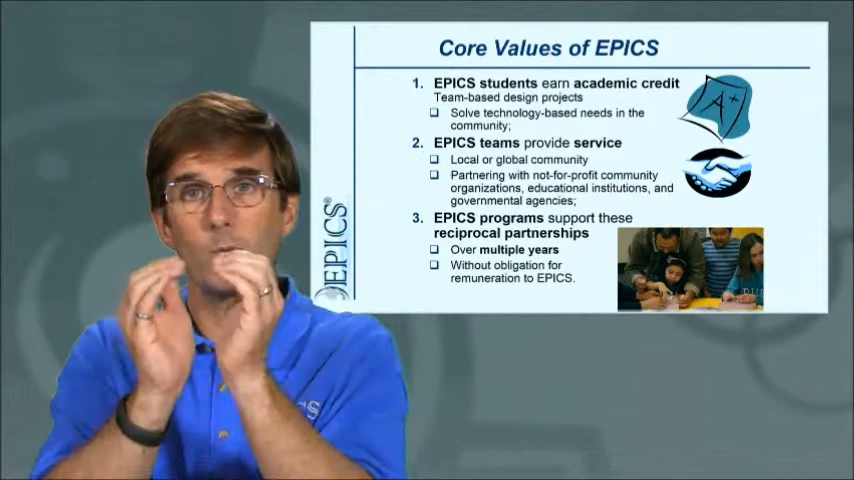 Core Values of EPICS
1. EPICS students earn academic credit
Team-based design projects
Solve technology-based needs in the
community;
2. EPICS teams provide service
Local or global community
Partnering with not-for-profit community
organizations, educational institutions, and
governmental agencies;
3. EPICS programs support these
reciprocal partnerships
Over multiple years
Without obligation for
remuneration to EPICS.
A+
EPICS®